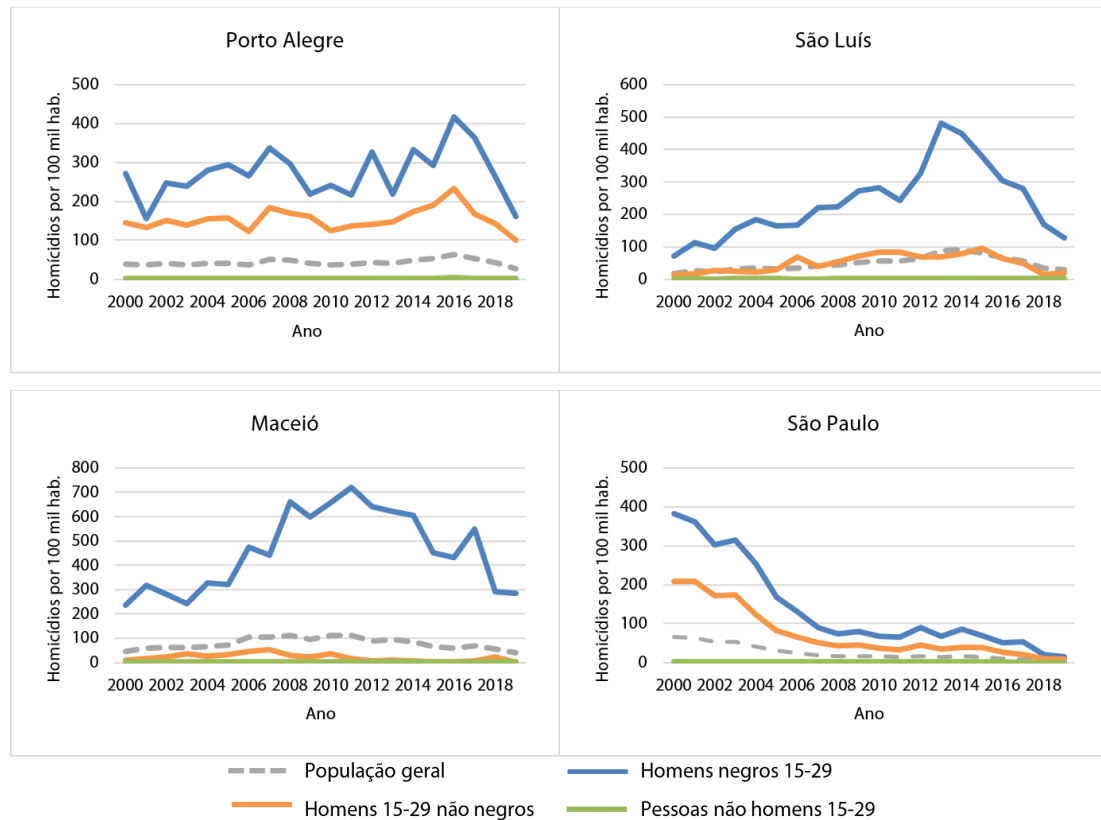 Porto Alegre
Homicídios por 100 mil hab.
500
400
300
200
100
0
2000 2002 2004 2006 2008 2010 2012 2014 2016 2018
Ano
São Luís
Homicídios por 100 mil hab.
600
500
400
300
200
100
0
2000 2002 2004 2006 2008 2010 2012 2014 2016 2018
Ano
Maceió
Homicídios por 100 mil hab.
800
700
600
500
400
300
200
100
0
2000 2002 2004 2006 2008 2010 2012 2014 2016 2018
Ano
São Paulo
Homicídios por 100 mil hab.
500
400
300
200
100
0
2000 2002 2004 2006 2008 2010 2012 2014 2016 2018
Ano
População geral
Homens negros 15-29
Homens 15-29 não negros
Pessoas não homens 15-29